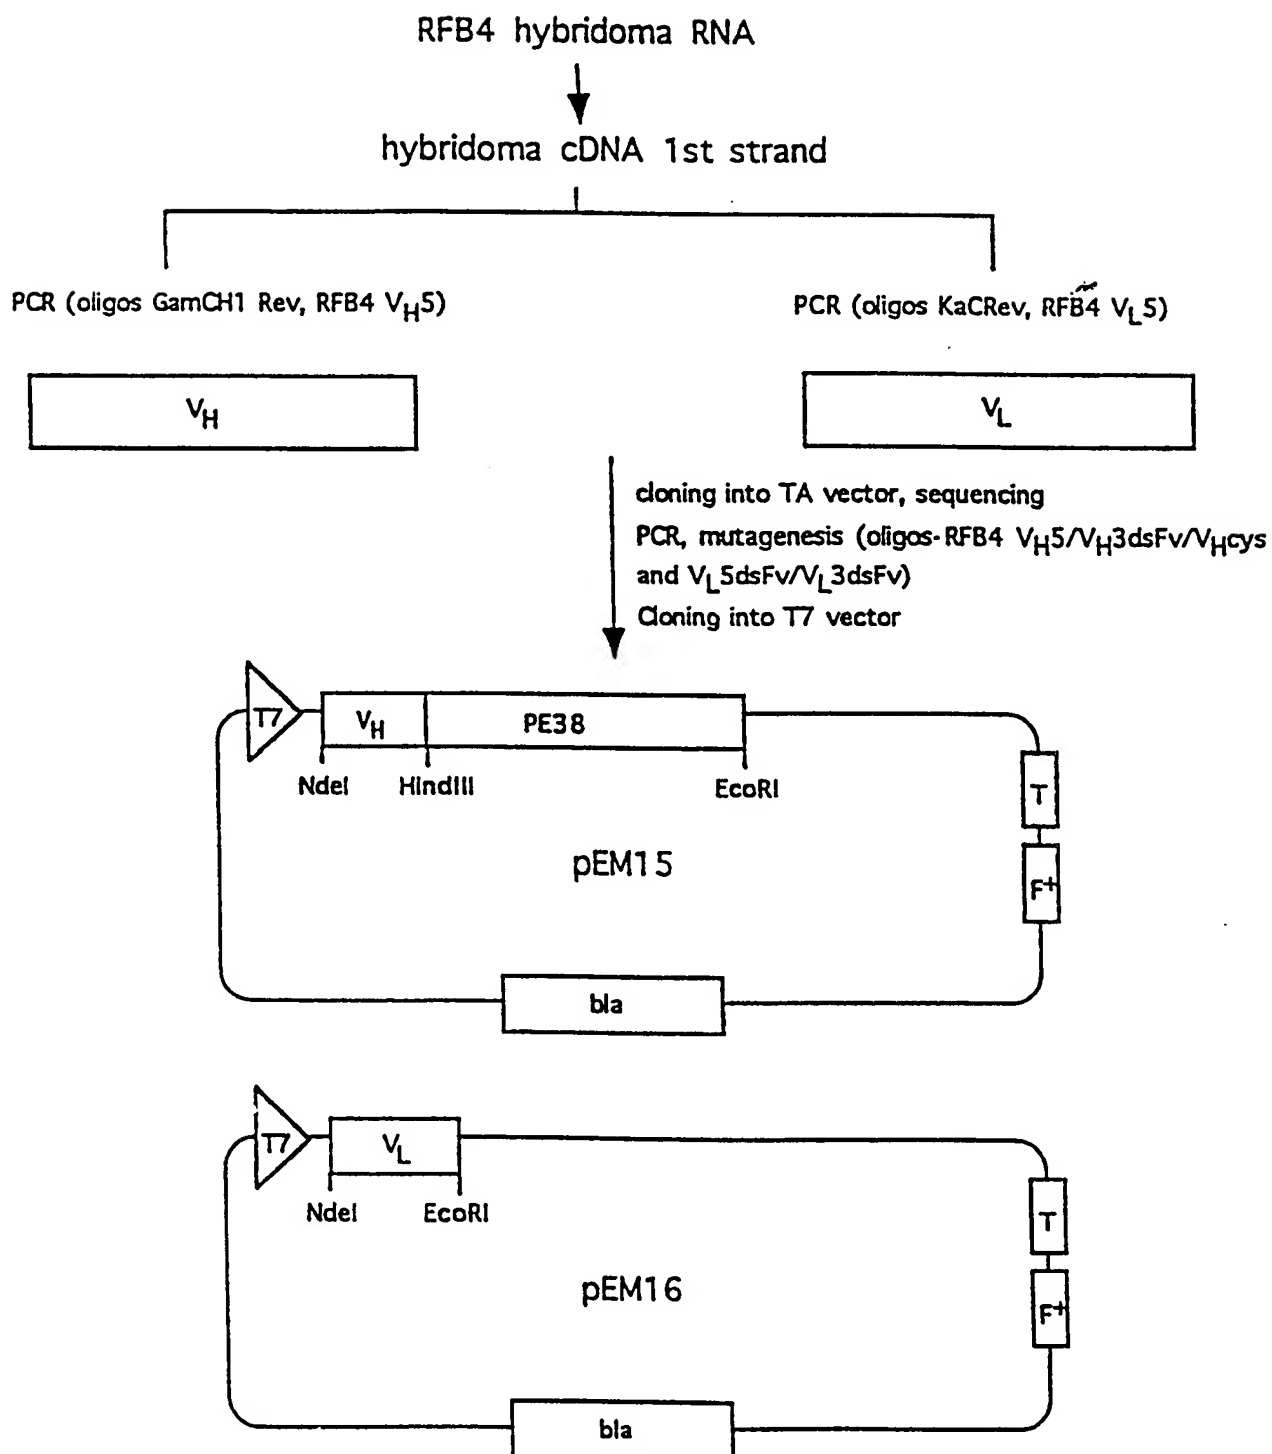 RFB4 hybridoma RNA
hybridoma cDNA 1st strand
PCR (oligos GamCH1 Rev, RFB4 VH5)
PCR (oligos KaCRev, RFB4 VL5)
VH
VL
cloning into TA vector, sequencing
PCR, mutagenesis (oligos-RFB4 VH5/VH3dsFv/VHcys
and VL5dsFv/VL3dsFv)
Cloning into T7 vector
T7
VH
PE38
NdeI
HindIII
EcoRI
T
pEM15
F+
bla
T7
VL
NdeI
EcoRI
T
pEM16
F+
bla